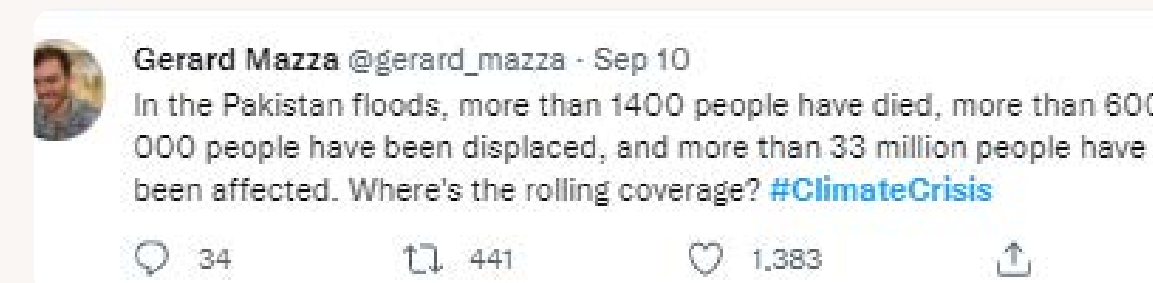 Gerard Mazza @gerard_mazza · Sep 10
In the Pakistan floods, more than 1400 people have died, more than 600
000 people have been displaced, and more than 33 million people have
been affected. Where's the rolling coverage? #ClimateCrisis
34 441 1,383